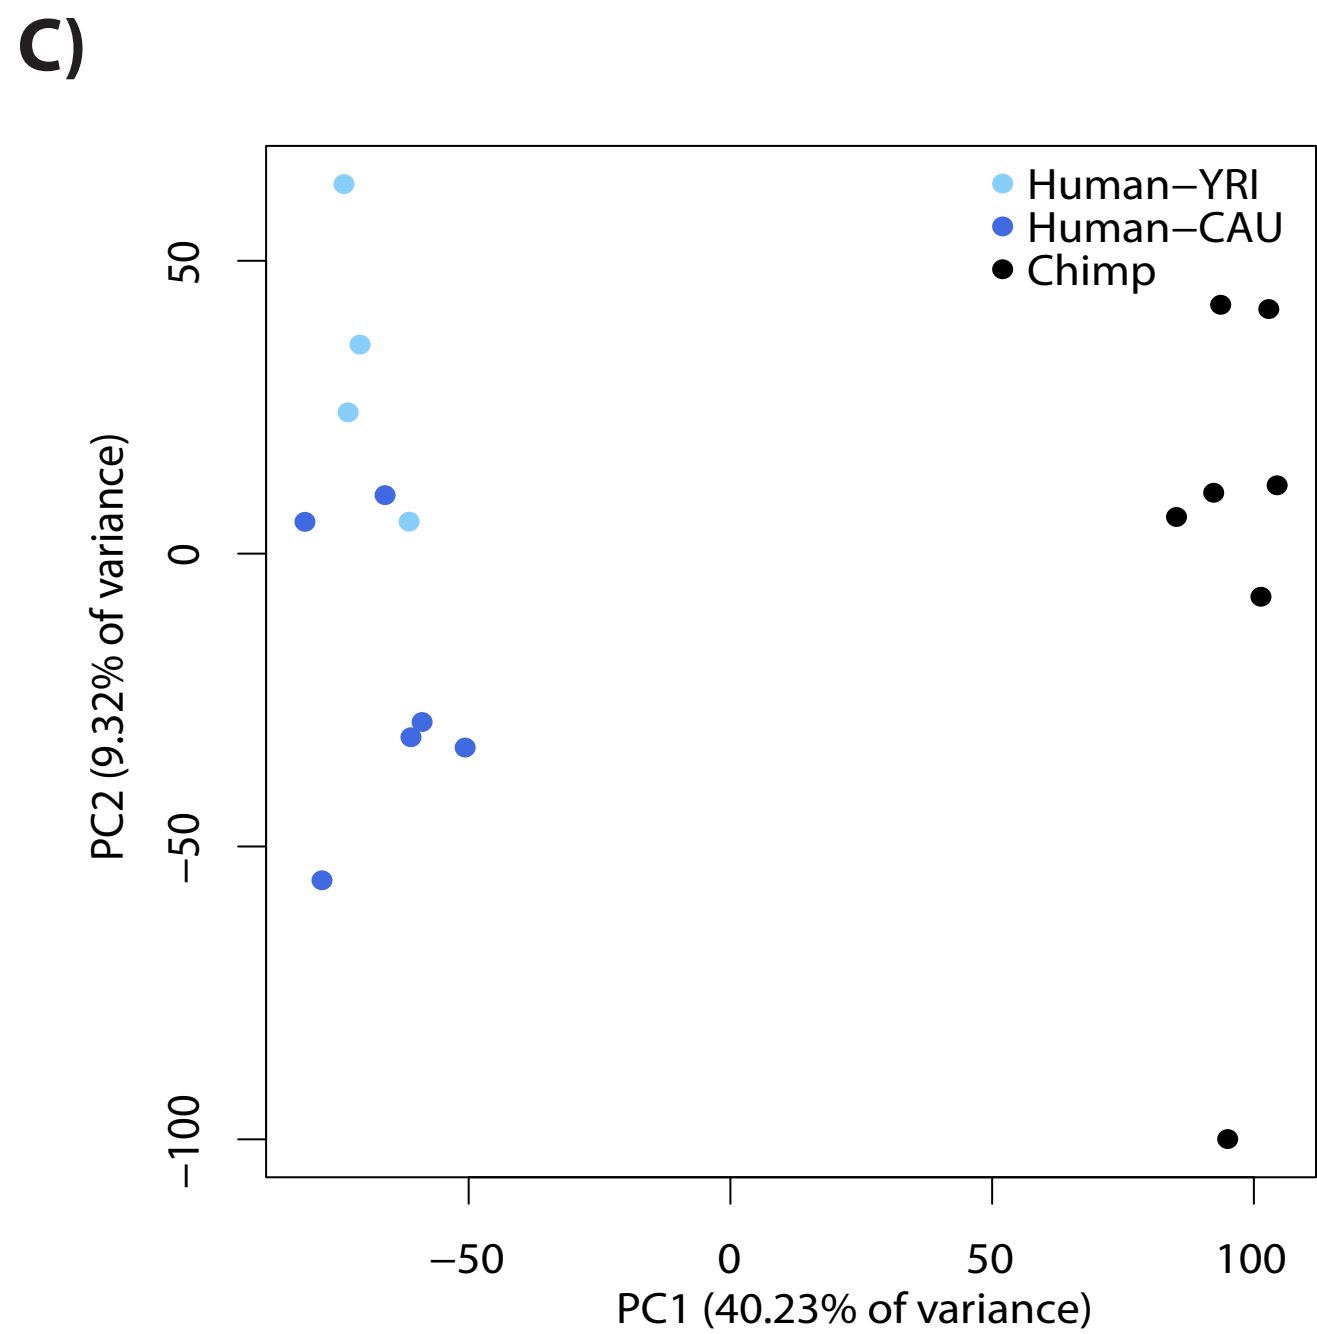 C)
Human−YRI
Human−CAU
Chimp
50
0
−50
−100
PC2 (9.32% of variance)
−50
0
50
100
PC1 (40.23% of variance)